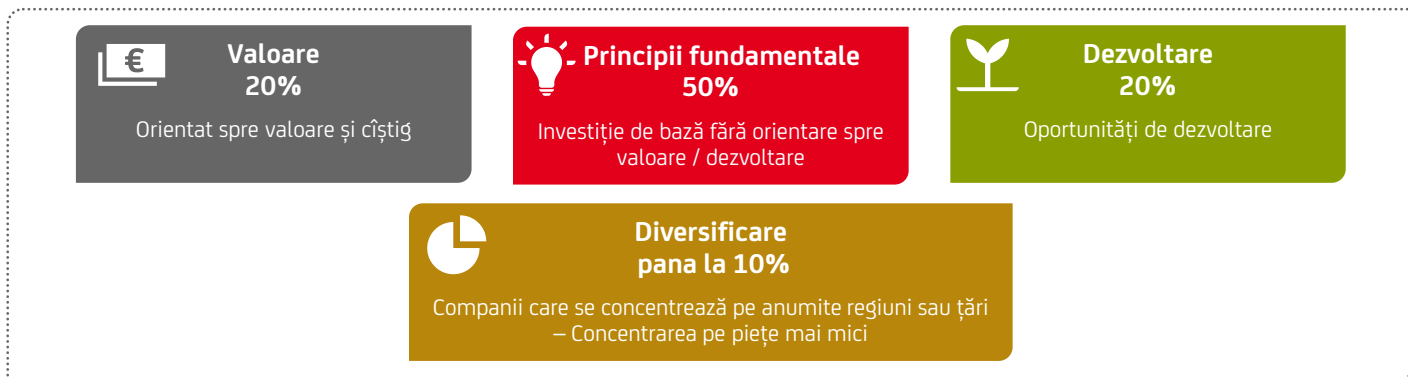 €
Valoare
20%
Orientat spre valoare și cîștig
Principii fundamentale
50%
Investiție de bază fără orientare spre
valoare / dezvoltare
Dezvoltare
20%
Oportunități de dezvoltare
Diversificare
pana la 10%
Companii care se concentrează pe anumite regiuni sau țări
– Concentrarea pe piețe mai mici